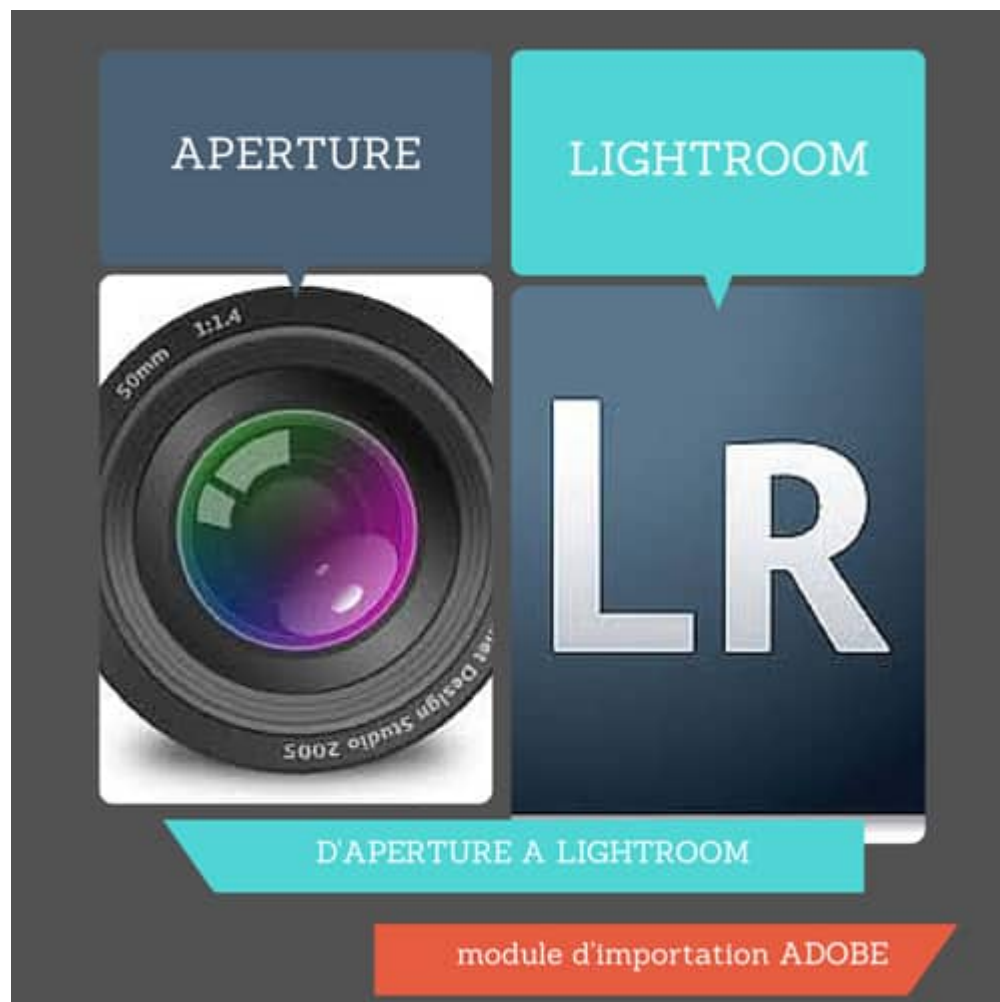 APERTURE
LIGHTROOM
50mm 1:1.4
Design Studio 2005
LR
D'APERTURE A LIGHTROOM
module d'importation ADOBE